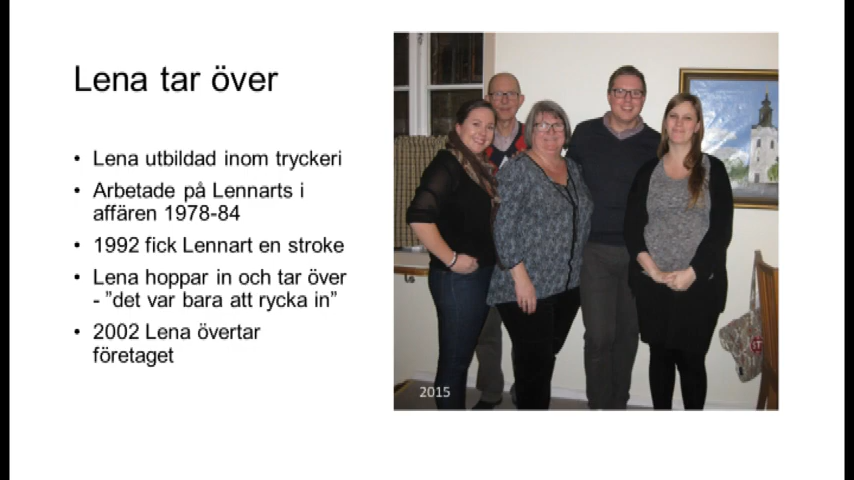 Lena tar över
• Lena utbildad inom tryckeri
• Arbetade på Lennarts i
affären 1978-84
• 1992 fick Lennart en stroke
• Lena hoppar in och tar över
- ”det var bara att rycka in”
• 2002 Lena övertar
företaget
2015